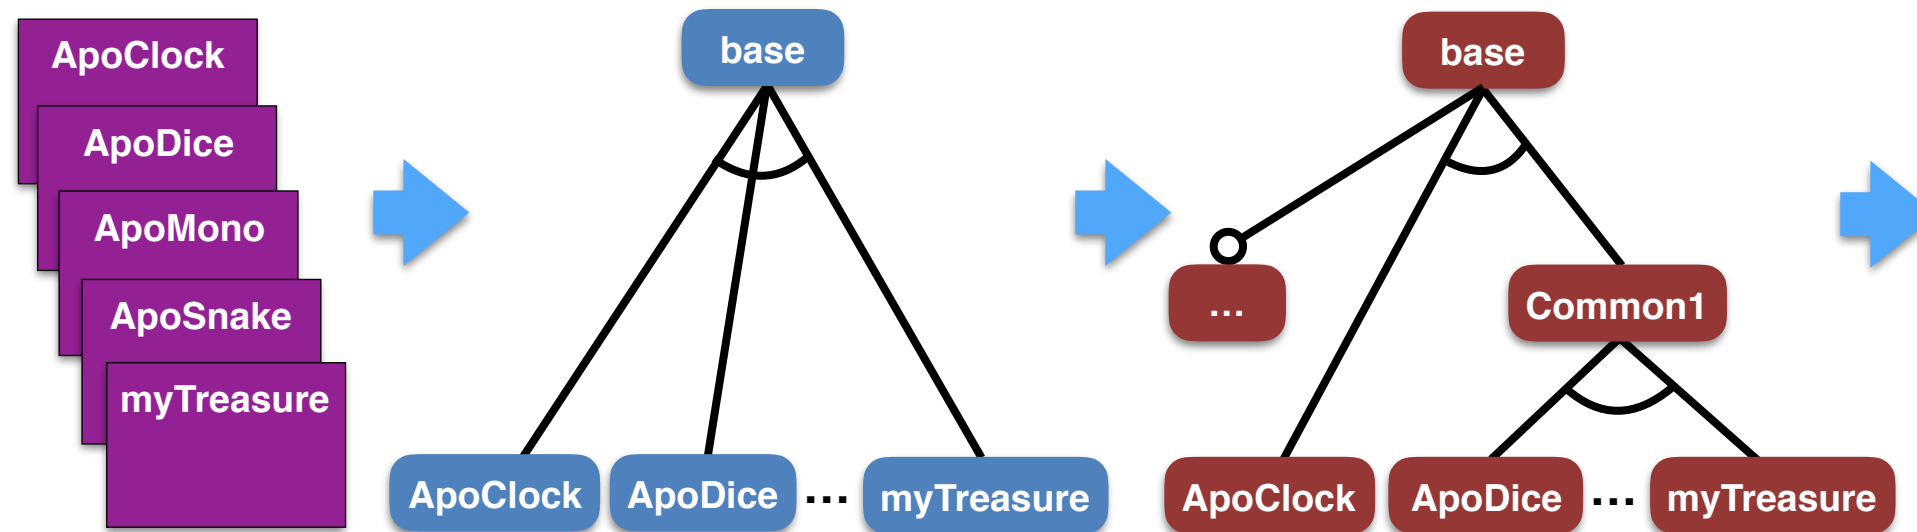 ApoClock
ApoDice
ApoMono
ApoSnake
myTreasure
base
ApoClock
ApoDice
...
myTreasure
base
...
Common1
ApoClock
ApoDice
...
myTreasure